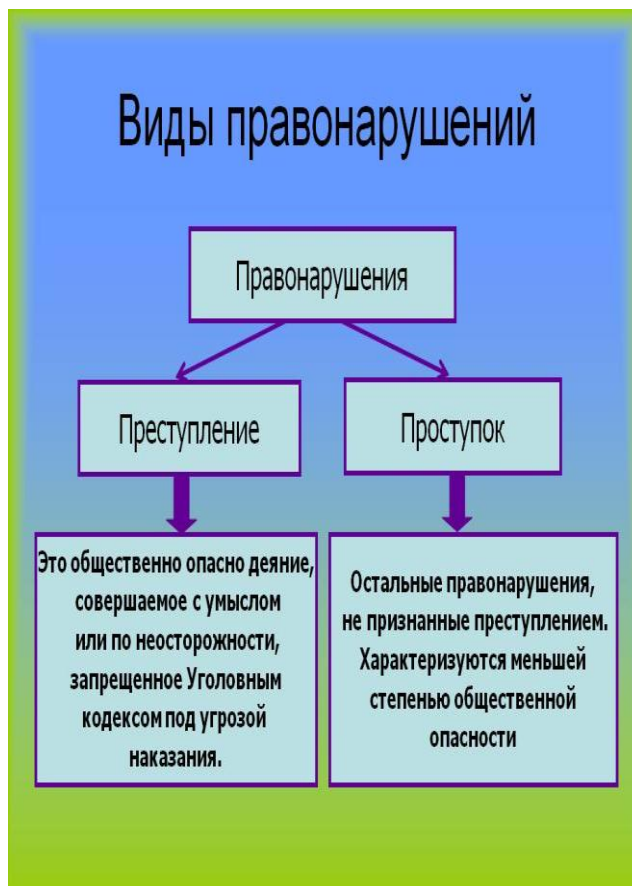 Виды правонарушений
Правонарушения
Преступление
Проступок
Это общественно опасно деяние,
совершаемое с умыслом
или по неосторожности,
запрещенное Уголовным
кодексом под угрозой
наказания.
Остальные правонарушения,
не признанные преступлением.
Характеризуются меньшей
степенью общественной
опасности